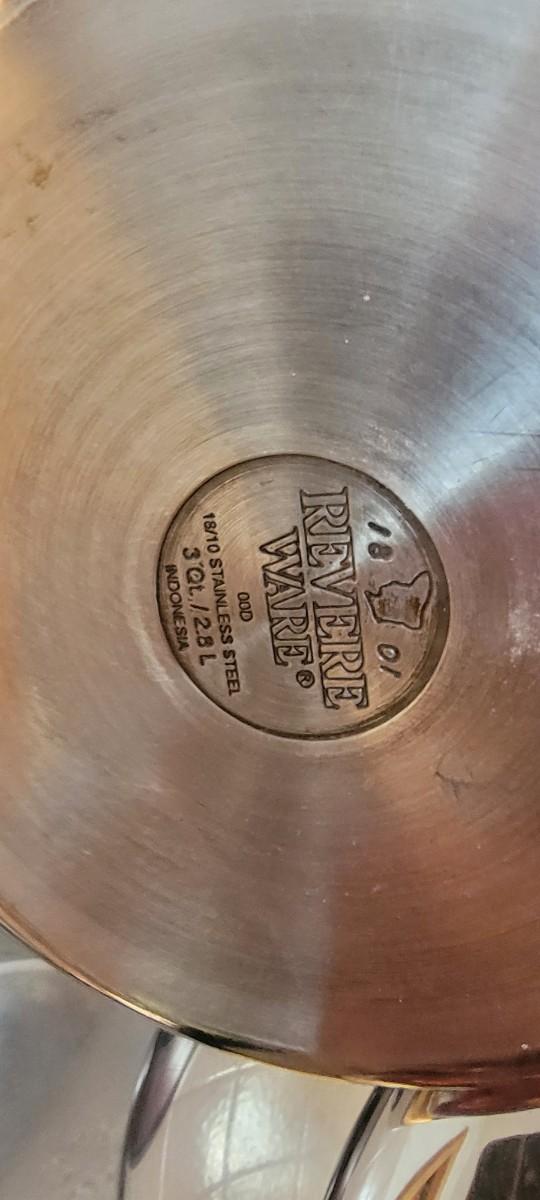 18 01
REVERE
WARE®
00D
18/10 STAINLESS STEEL
3 Qt. / 2.8 L
INDONESIA